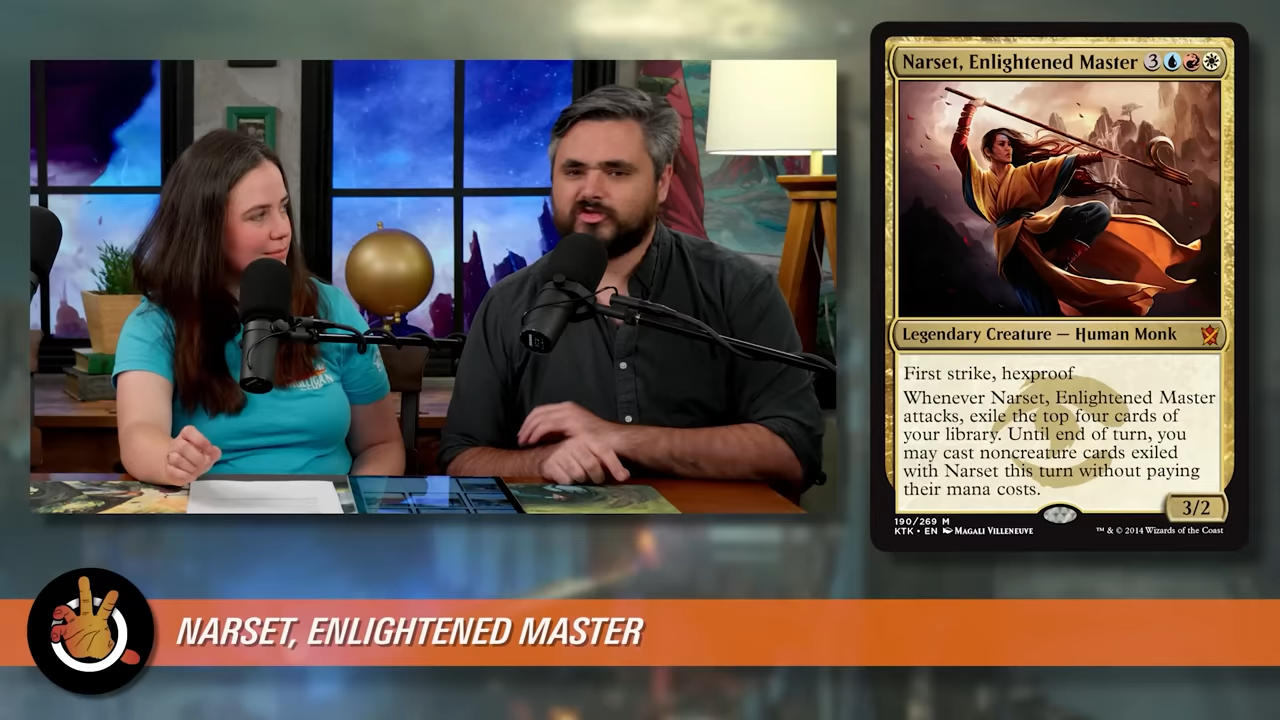 Narset, Enlightened Master 3
Legendary Creature — Human Monk
First strike, hexproof
Whenever Narset, Enlightened Master
attacks, exile the top four cards of
your library. Until end of turn, you
may cast noncreature cards exiled
with Narset this turn without paying
their mana costs.
3/2
190/269 M
KTK • EN Magali Villeneuve
™ & © 2014 Wizards of the Coast
NARSET, ENLIGHTENED MASTER